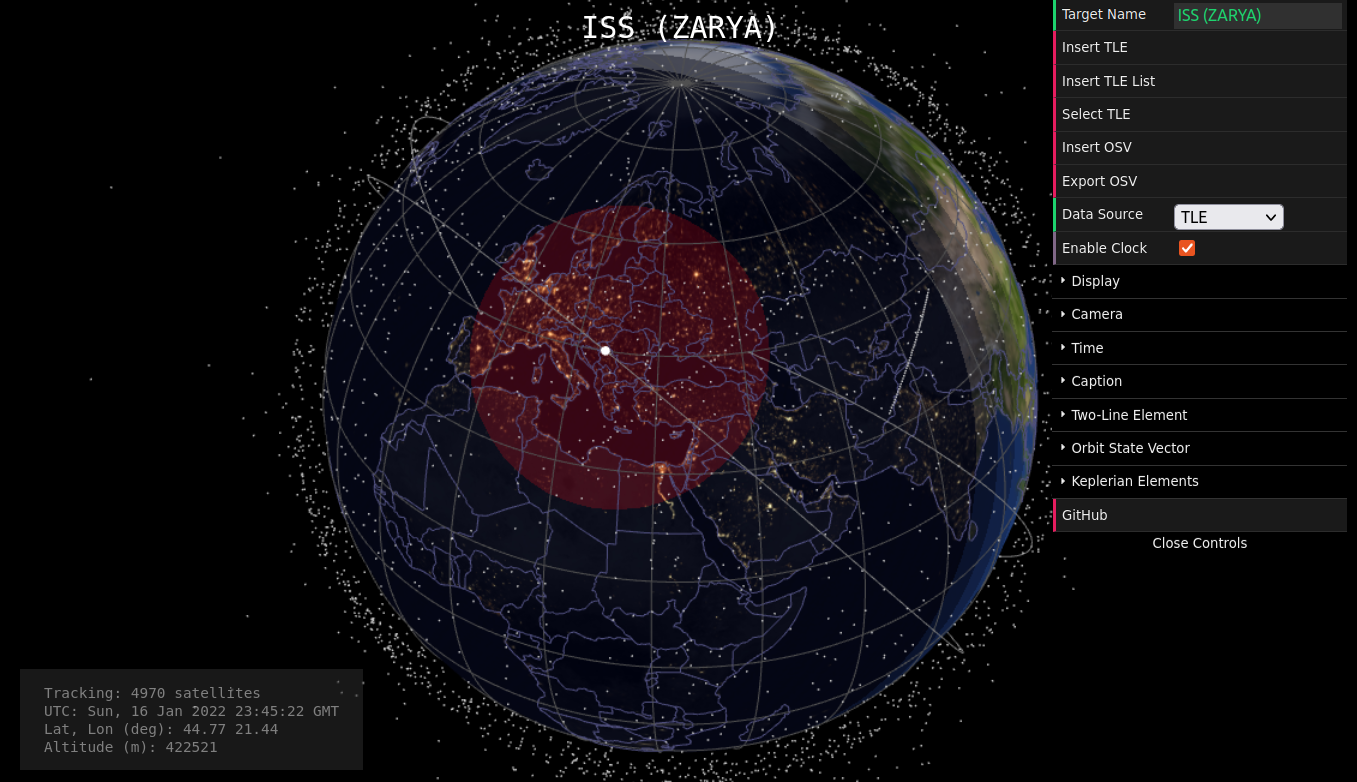 ISS (ZARYA)
Target Name ISS (ZARYA)
Insert TLE
Insert TLE List
Select TLE
Insert OSV
Export OSV
Data Source TLE
Enable Clock
Display
Camera
Time
Caption
Two-Line Element
Orbit State Vector
Keplerian Elements
GitHub
Close Controls
Tracking: 4970 satellites
UTC: Sun, 16 Jan 2022 23:45:22 GMT
Lat, Lon (deg): 44.77 21.44
Altitude (m): 422521